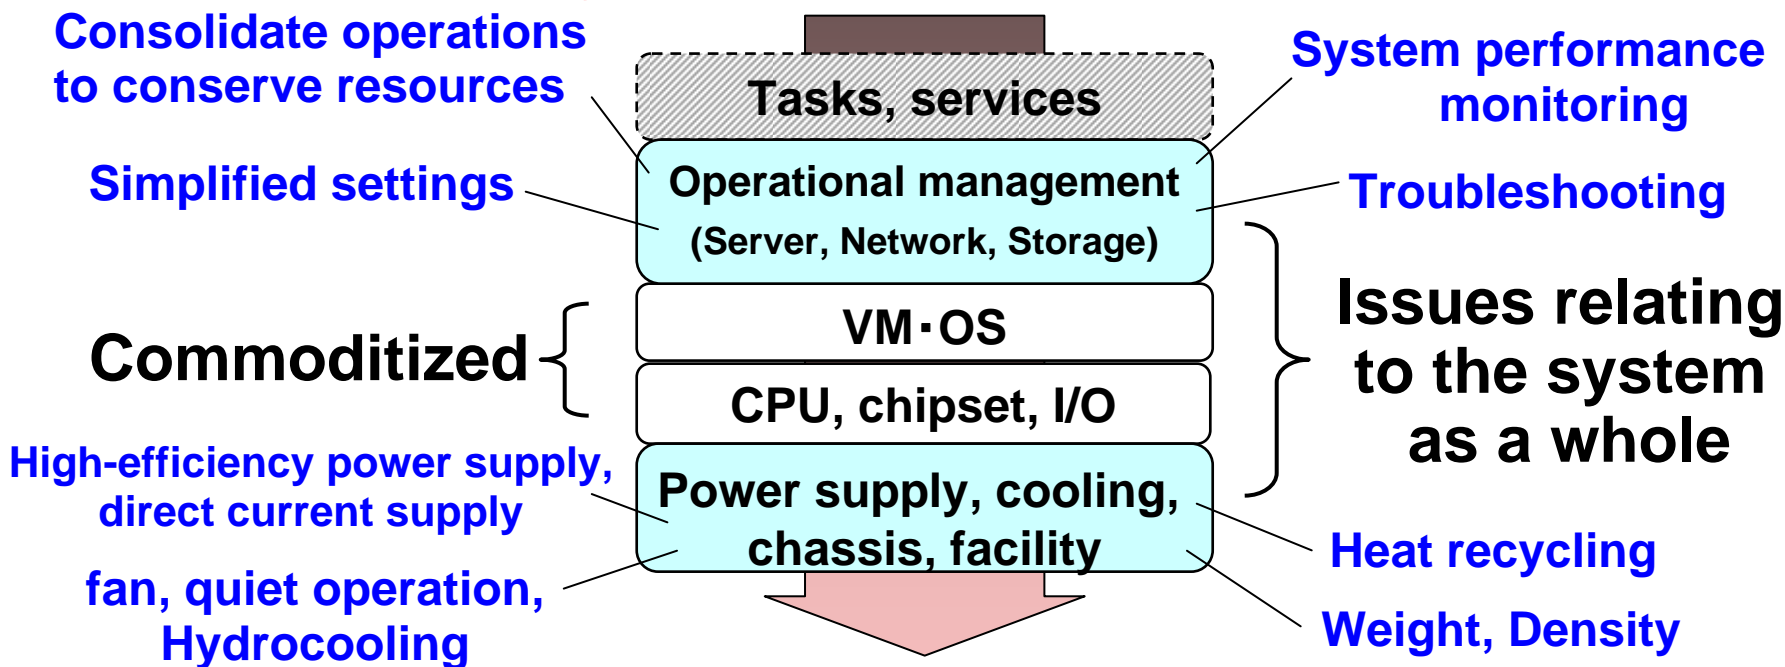 Consolidate operations
to conserve resources
Simplified settings
Commoditized
High-efficiency power supply,
direct current supply
fan, quiet operation,
Hydrocooling
Tasks, services
Operational management
(Server, Network, Storage)
VM・OS
CPU, chipset, I/O
Power supply, cooling,
chassis, facility
System performance
monitoring
Troubleshooting
Issues relating
to the system
as a whole
Heat recycling
Weight, Density